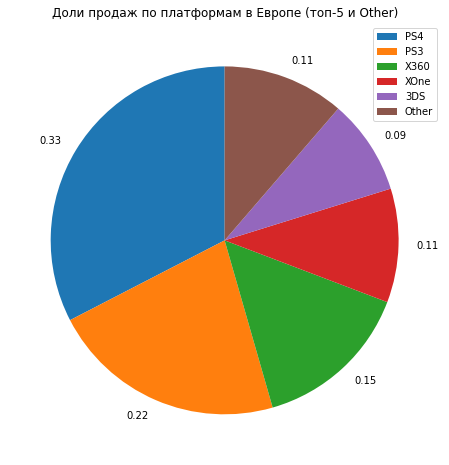 Доли продаж по платформам в Европе (топ-5 и Other)
PS4
PS3
X360
XOne
3DS
Other
0.11
0.33
0.09
0.11
0.15
0.22